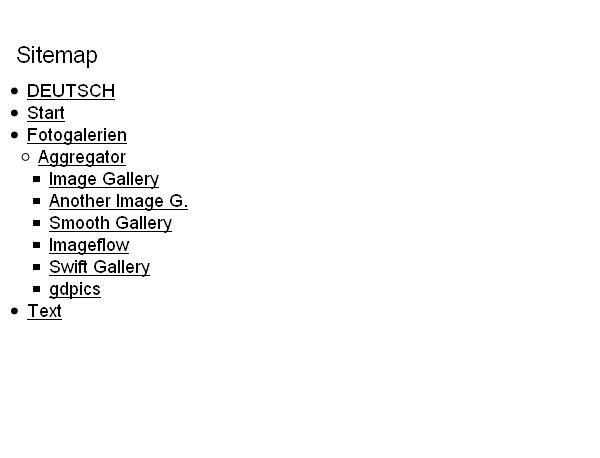 Sitemap
DEUTSCH
Start
Fotogalerien
Aggregator
Image Gallery
Another Image G.
Smooth Gallery
Imageflow
Swift Gallery
gdpics
Text